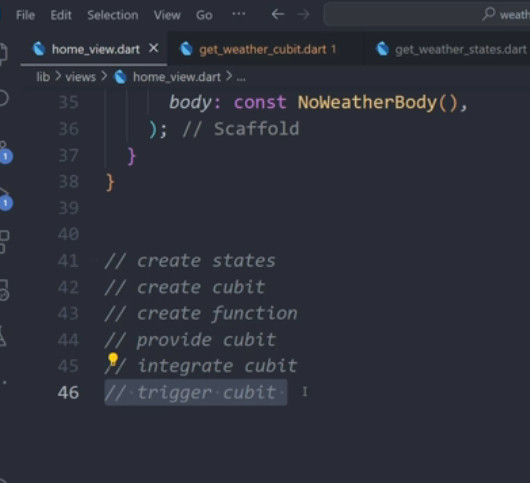 File Edit Selection View Go ··· ← → weath
home_view.dart × get_weather_cubit.dart 1 get_weather_states.dart
lib > views > home_view.dart > ...
35 body: const NoWeatherBody(),
36 ); // Scaffold
37 }
38 }
39
40
41 // create states
42 // create cubit
43 // create function
44 // provide cubit
45 // integrate cubit
46 // trigger cubit
1
1